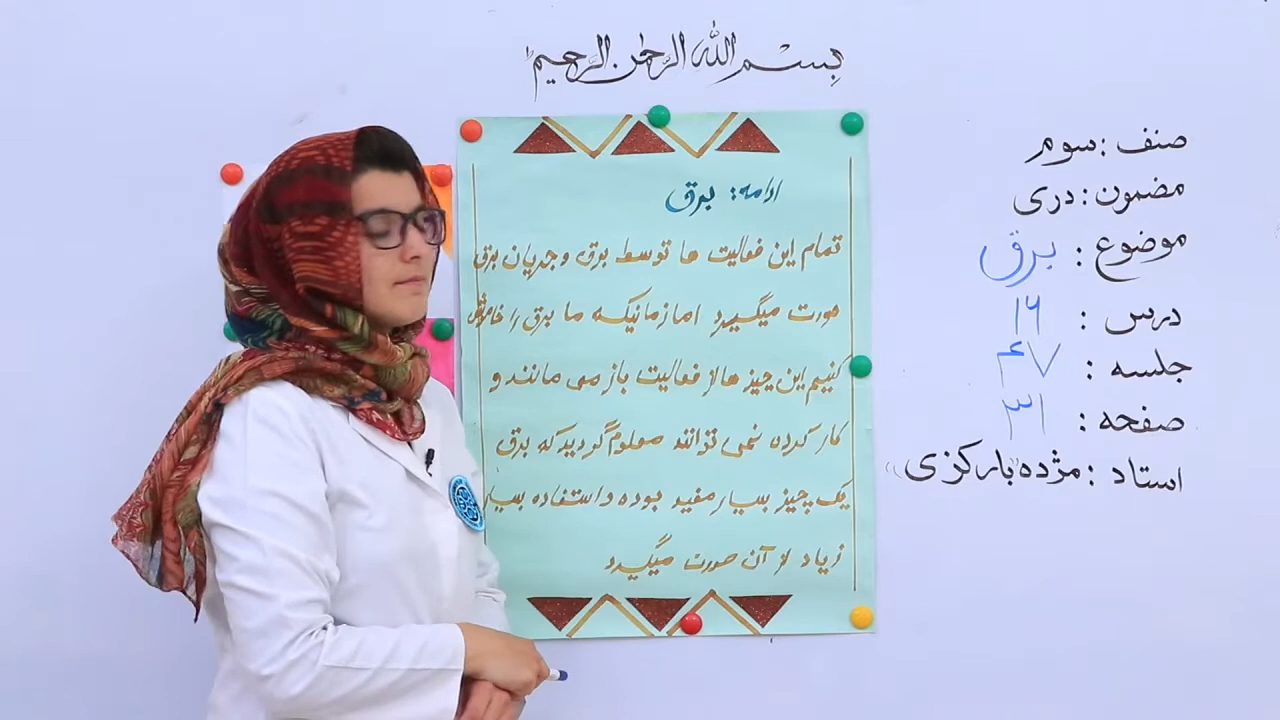 بسم الله الرحمن الرحیم
صنف : سوم
مضمون : دری
موضوع : برق
درس : ۱۶
جلسه : ۴۷
صفحه : ۳۱
استاد : مژده "بارکزی"
ادامه: برق
تمام این فعالیت ها توسط برق و جریان برق
صورت میگیرد اما زمانیکه ما برق را خاموش
کنیم این چیز ها از فعالیت باز می مانند و
کار کرده نمی توانند معلوم گردید که برق
یک چیز بسیار مفید بوده و استفاده بسیار
زیاد از آن صورت میگیرد